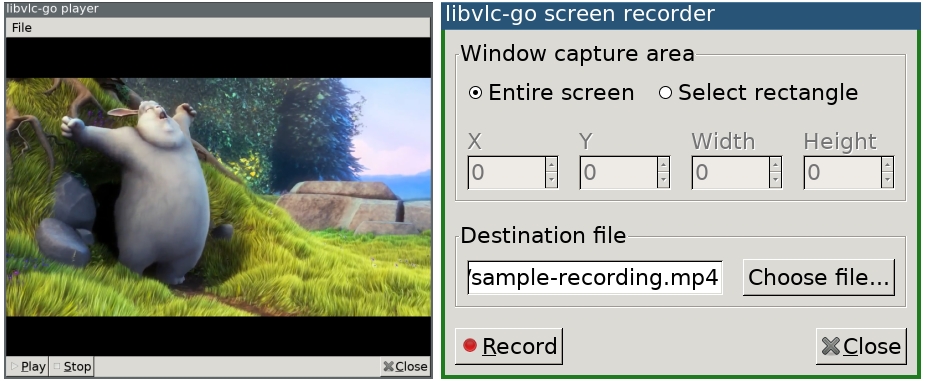 libvlc-go player
File
Play Stop Close
libvlc-go screen recorder
Window capture area
Entire screen Select rectangle
X Y Width Height
0 0 0 0
Destination file
/sample-recording.mp4 Choose file...
Record Close